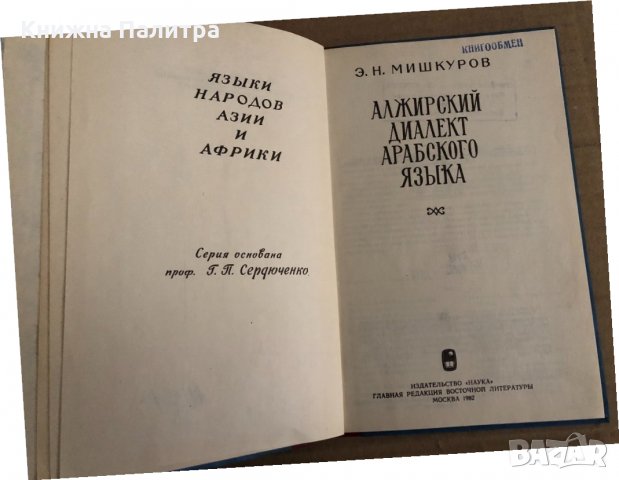 Книжна Палитра
ЯЗЫКИ
НАРОДОВ
АЗИИ
И
АФРИКИ
Серия основана
проф. Г. П. Сердюченко
КНИГООБМЕН
Э. Н. МИШКУРОВ
АЛЖИРСКИЙ
ДИАЛЕКТ
АРАБСКОГО
ЯЗЫКА
ИЗДАТЕЛЬСТВО «НАУКА»
ГЛАВНАЯ РЕДАКЦИЯ ВОСТОЧНОЙ ЛИТЕРАТУРЫ
МОСКВА 1982
BAZAR.BG